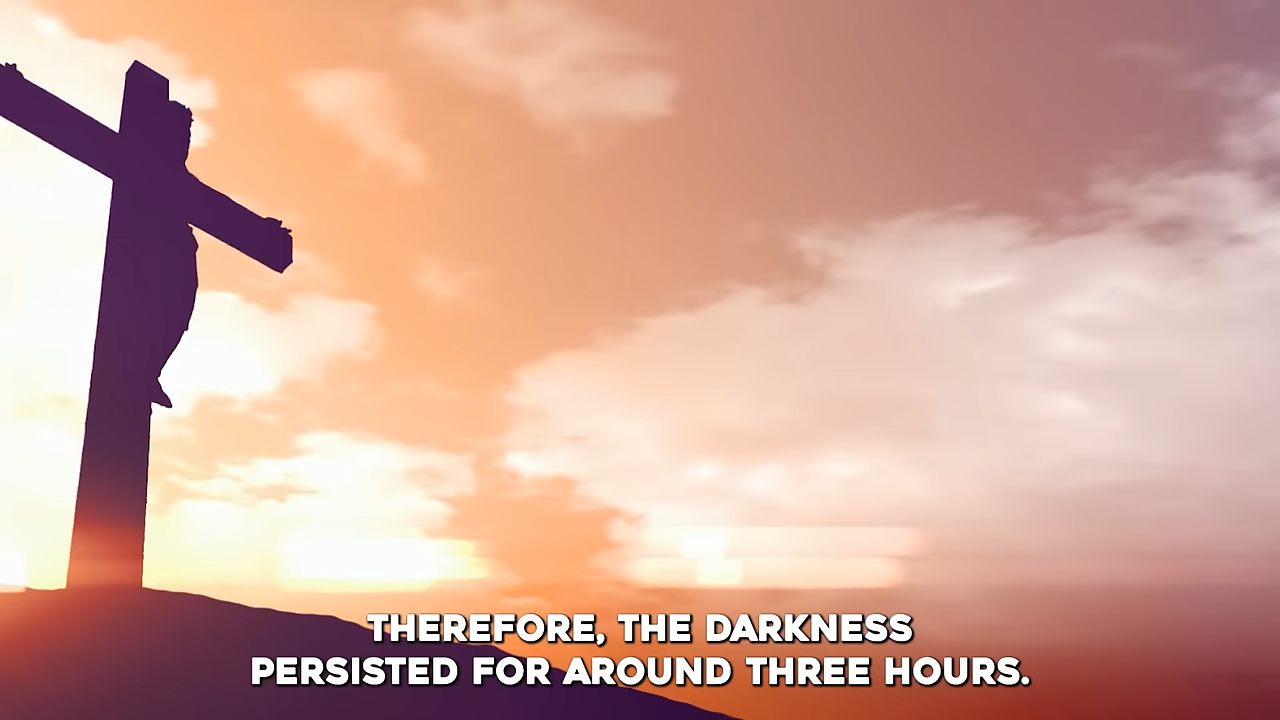 THEREFORE, THE DARKNESS
PERSISTED FOR AROUND THREE HOURS.